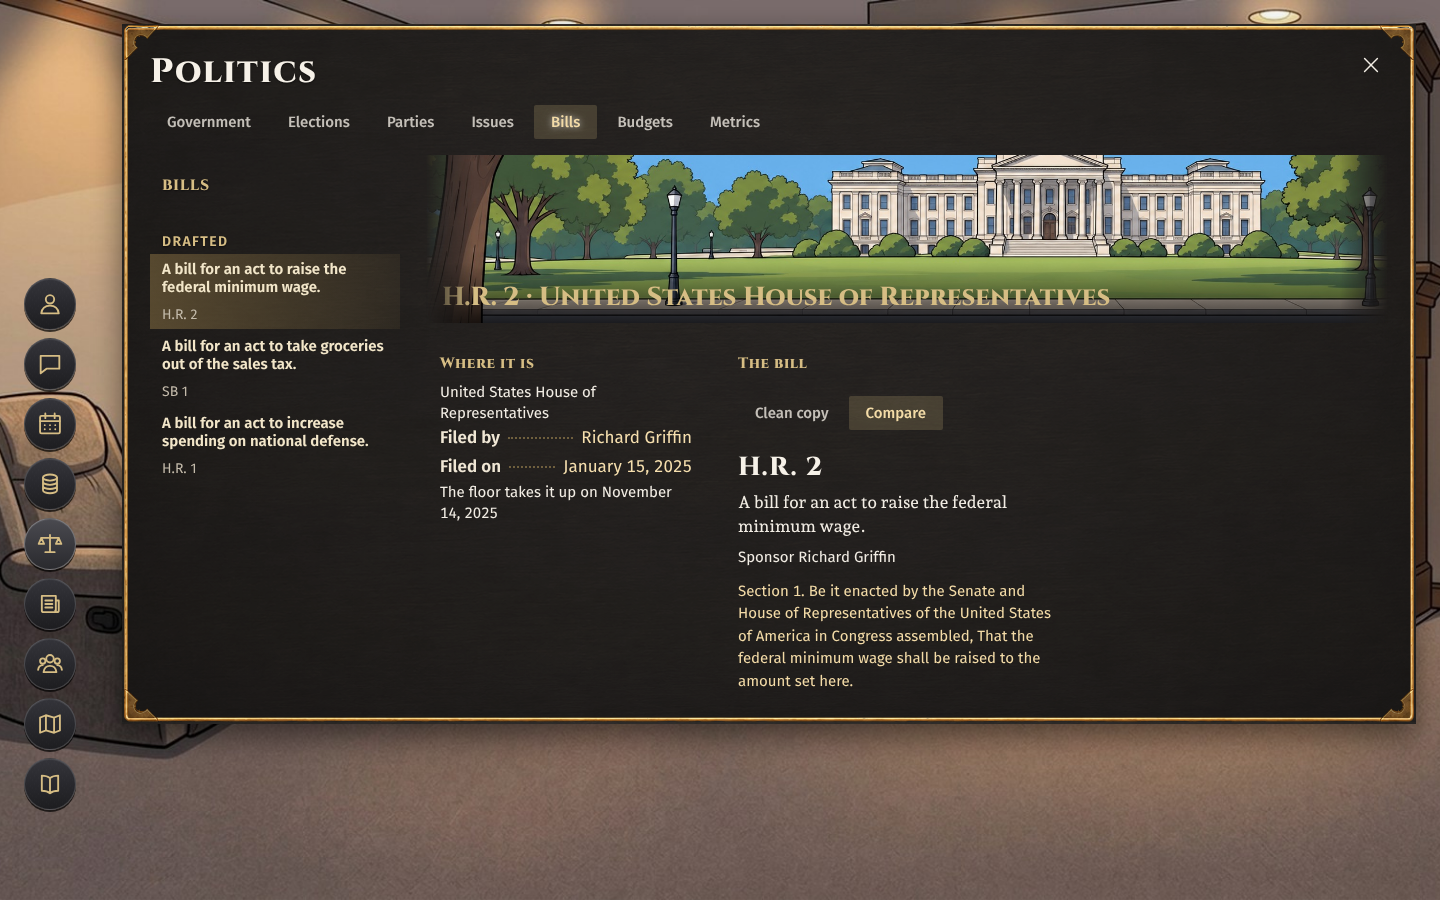 Politics
Government Elections Parties Issues Bills Budgets Metrics
BILLS
DRAFTED
A bill for an act to raise the
federal minimum wage.
H.R. 2
A bill for an act to take groceries
out of the sales tax.
SB 1
A bill for an act to increase
spending on national defense.
H.R. 1
H.R. 2 · United States House of Representatives
Where it is
United States House of
Representatives
Filed by Richard Griffin
Filed on January 15, 2025
The floor takes it up on November
14, 2025
The bill
Clean copy Compare
H.R. 2
A bill for an act to raise the federal
minimum wage.
Sponsor Richard Griffin
Section 1. Be it enacted by the Senate and
House of Representatives of the United States
of America in Congress assembled, That the
federal minimum wage shall be raised to the
amount set here.